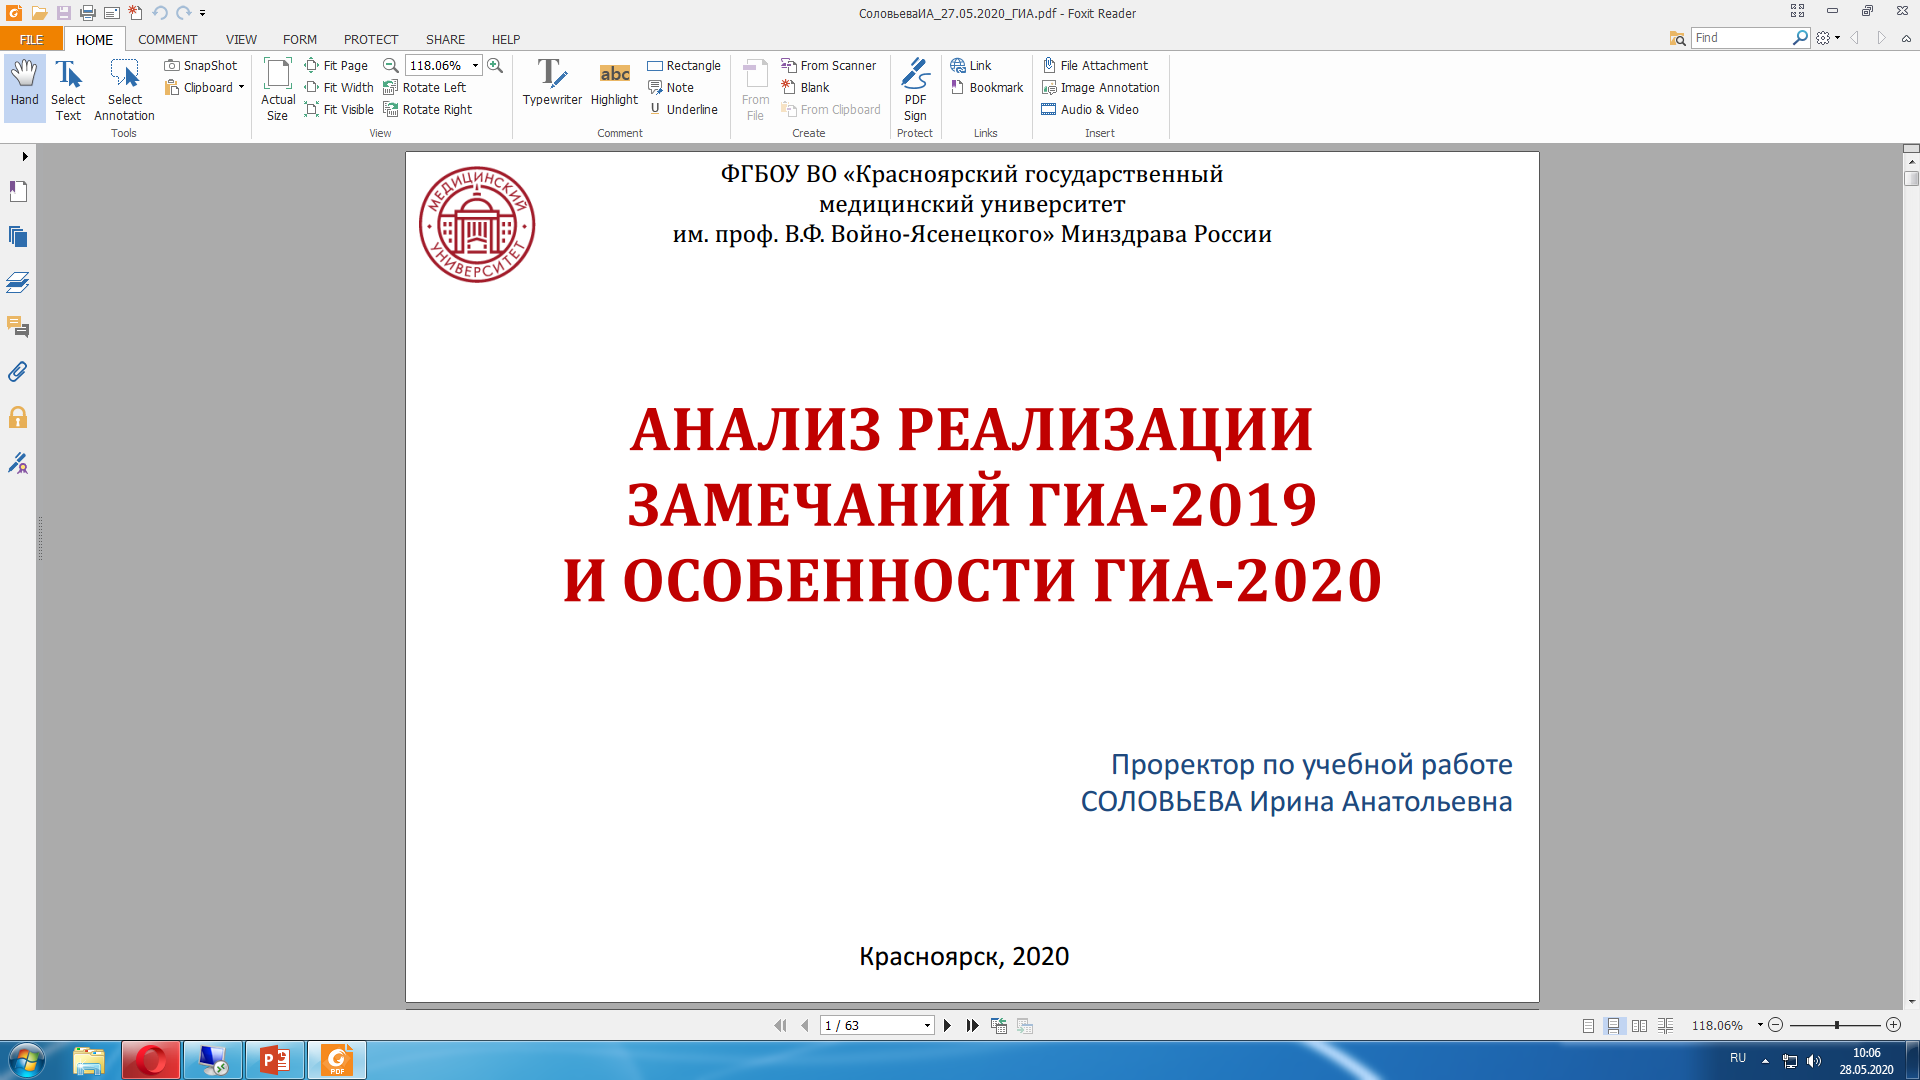 СоловьеваИА_27.05.2020_ГИА.pdf - Foxit Reader
FILE HOME COMMENT VIEW FORM PROTECT SHARE HELP
Find
Hand
Select Text
Select Annotation
SnapShot
Clipboard
Tools
Actual Size
Fit Page
Fit Width
Fit Visible
118.06%
Rotate Left
Rotate Right
View
Typewriter
abc
Highlight
Rectangle
Note
U Underline
Comment
From File
From Scanner
Blank
From Clipboard
Create
PDF Sign
Protect
Link
Bookmark
Links
File Attachment
Image Annotation
Audio & Video
Insert
МЕДИЦИНСКИЙ
УНИВЕРСИТЕТ
ФГБОУ ВО «Красноярский государственный
медицинский университет
им. проф. В.Ф. Войно-Ясенецкого» Минздрава России
АНАЛИЗ РЕАЛИЗАЦИИ
ЗАМЕЧАНИЙ ГИА-2019
И ОСОБЕННОСТИ ГИА-2020
Проректор по учебной работе
СОЛОВЬЕВА Ирина Анатольевна
Красноярск, 2020
1 / 63
118.06%
PDF
RU
10:06
28.05.2020